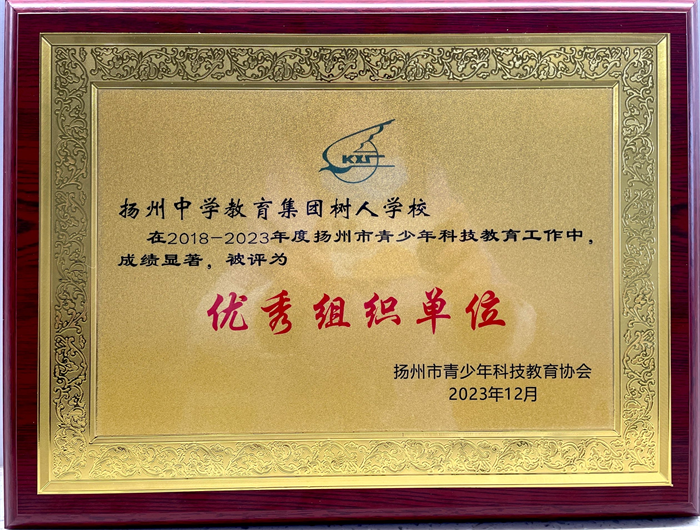 KXJ
扬州中学教育集团树人学校
在2018-2023年度扬州市青少年科技教育工作中，
成绩显著，被评为
优秀组织单位
扬州市青少年科技教育协会
2023年12月